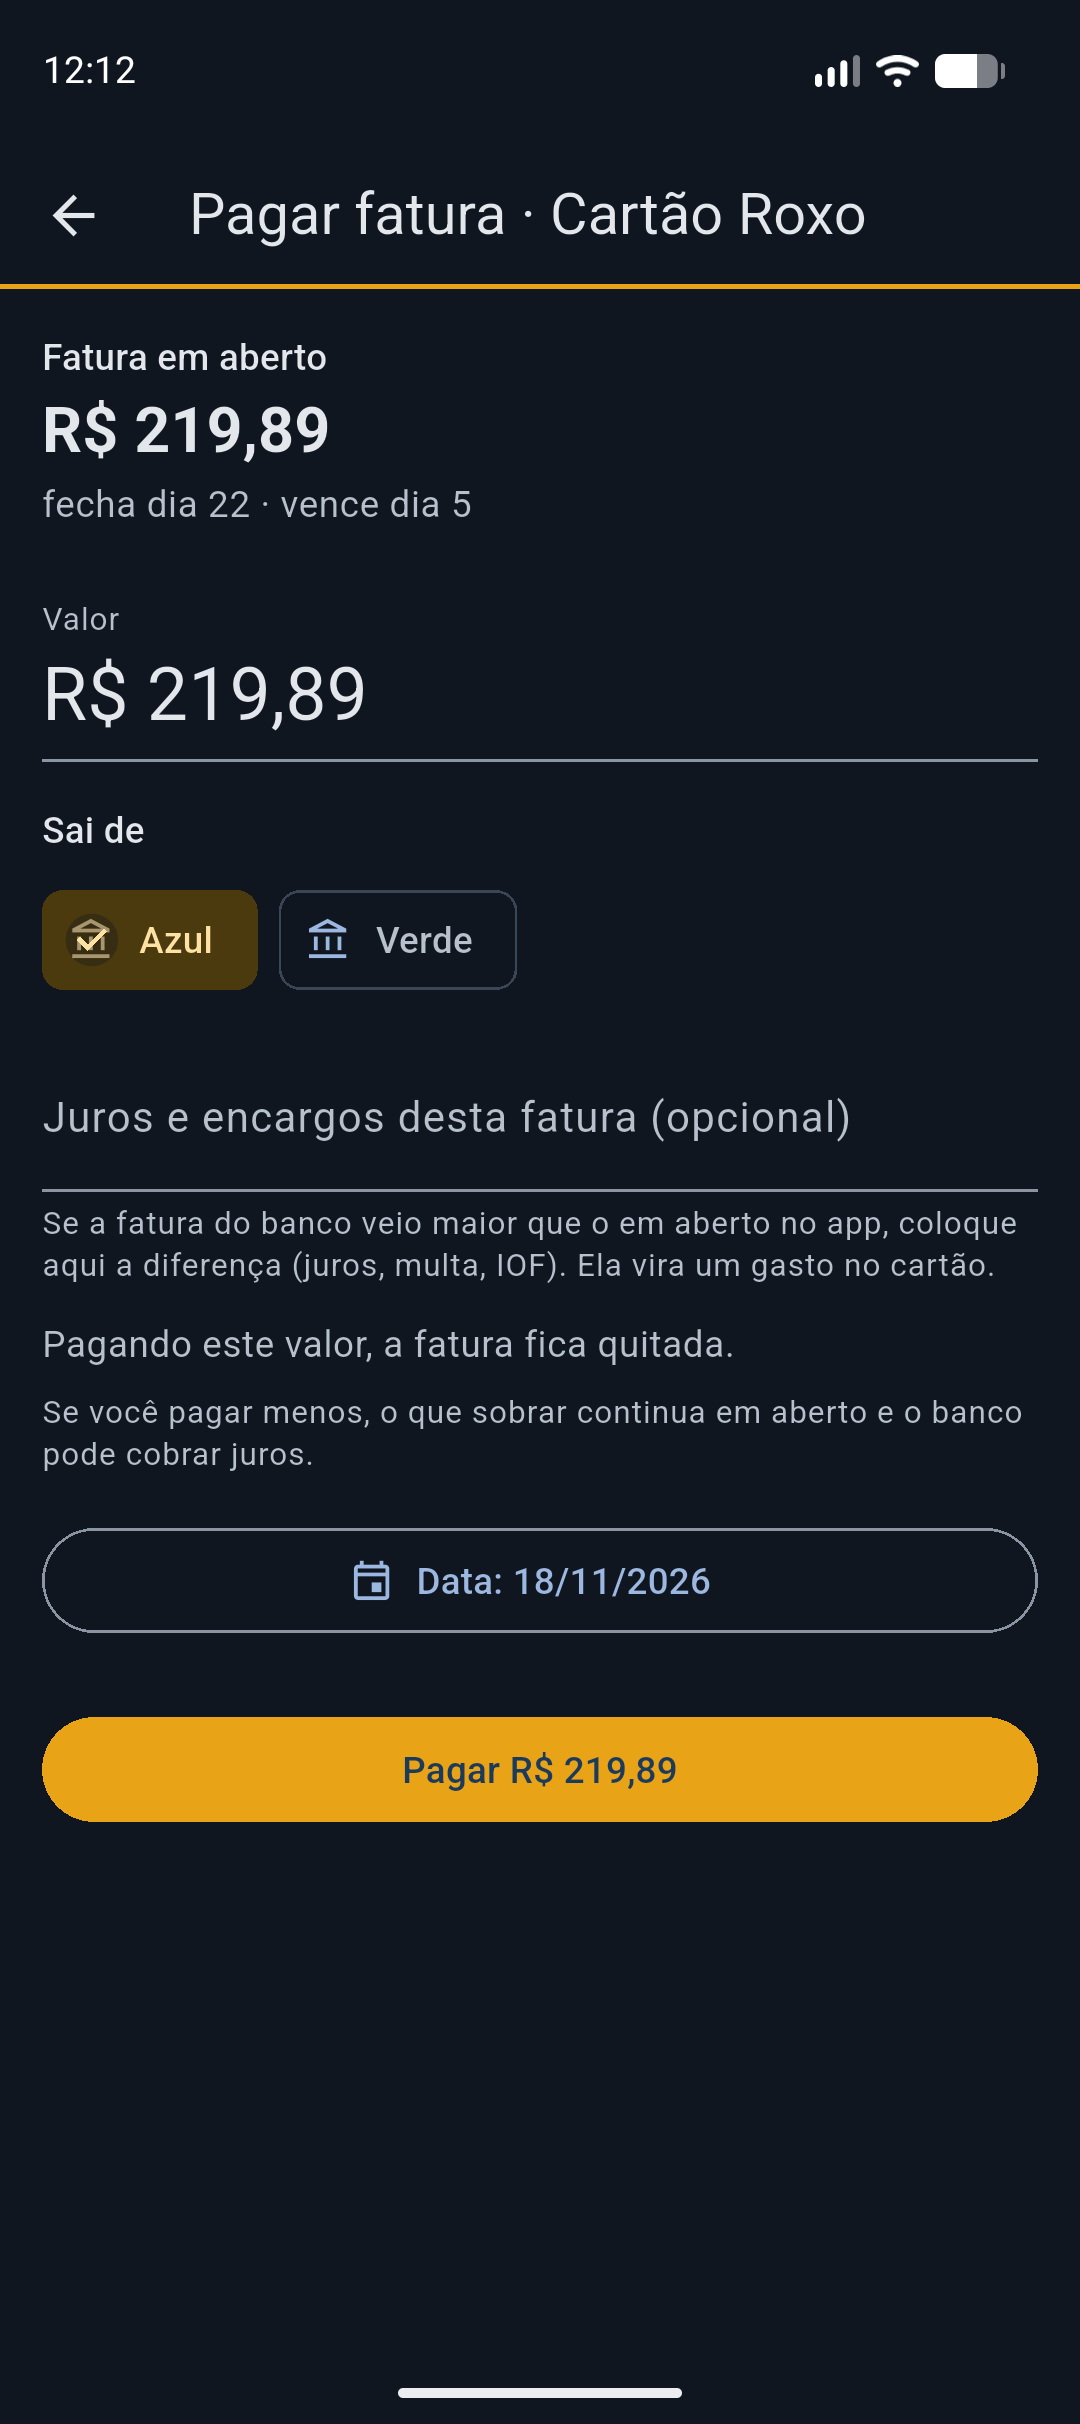 12:12
Pagar fatura · Cartão Roxo
Fatura em aberto
R$ 219,89
fecha dia 22 · vence dia 5
Valor
R$ 219,89
Sai de
Azul
Verde
Juros e encargos desta fatura (opcional)
Se a fatura do banco veio maior que o em aberto no app, coloque
aqui a diferença (juros, multa, IOF). Ela vira um gasto no cartão.
Pagando este valor, a fatura fica quitada.
Se você pagar menos, o que sobrar continua em aberto e o banco
pode cobrar juros.
Data: 18/11/2026
Pagar R$ 219,89